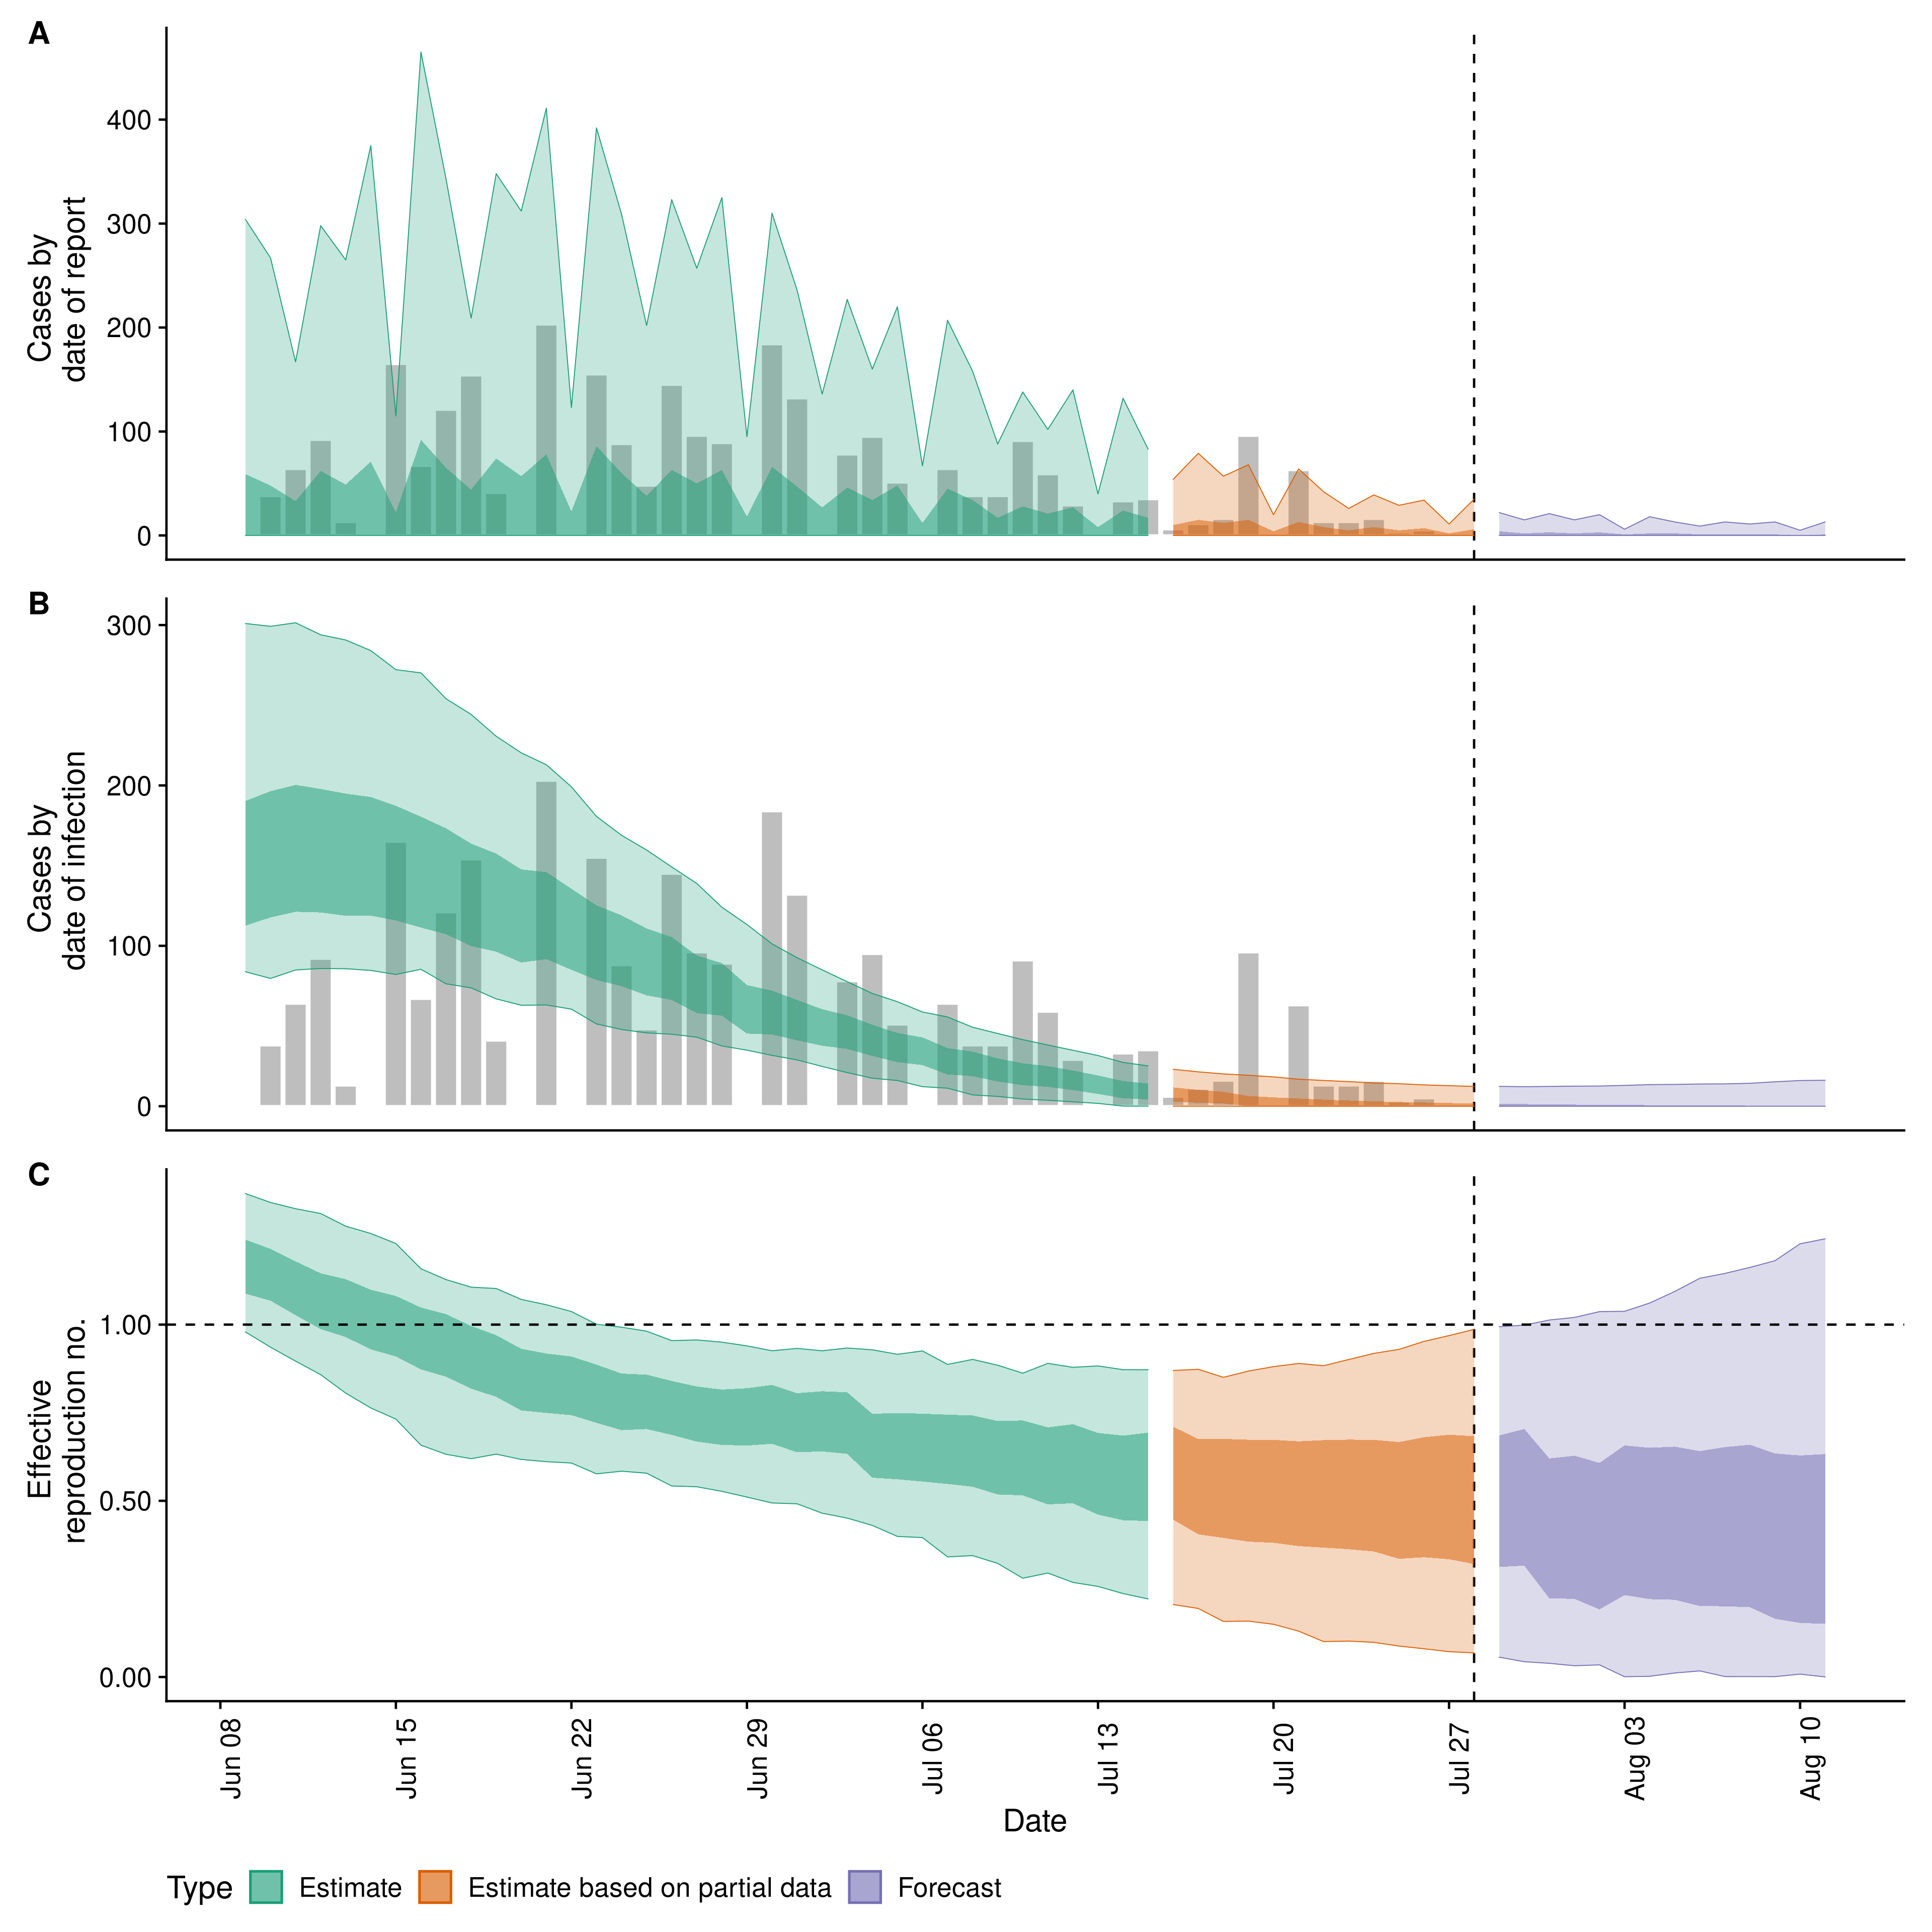 A
Cases by
date of report
400
300
200
100
0
B
Cases by
date of infection
300
200
100
0
C
Effective
reproduction no.
1.00
0.50
0.00
Jun 08
Jun 15
Jun 22
Jun 29
Jul 06
Jul 13
Jul 20
Jul 27
Aug 03
Aug 10
Date
Type Estimate Estimate based on partial data Forecast